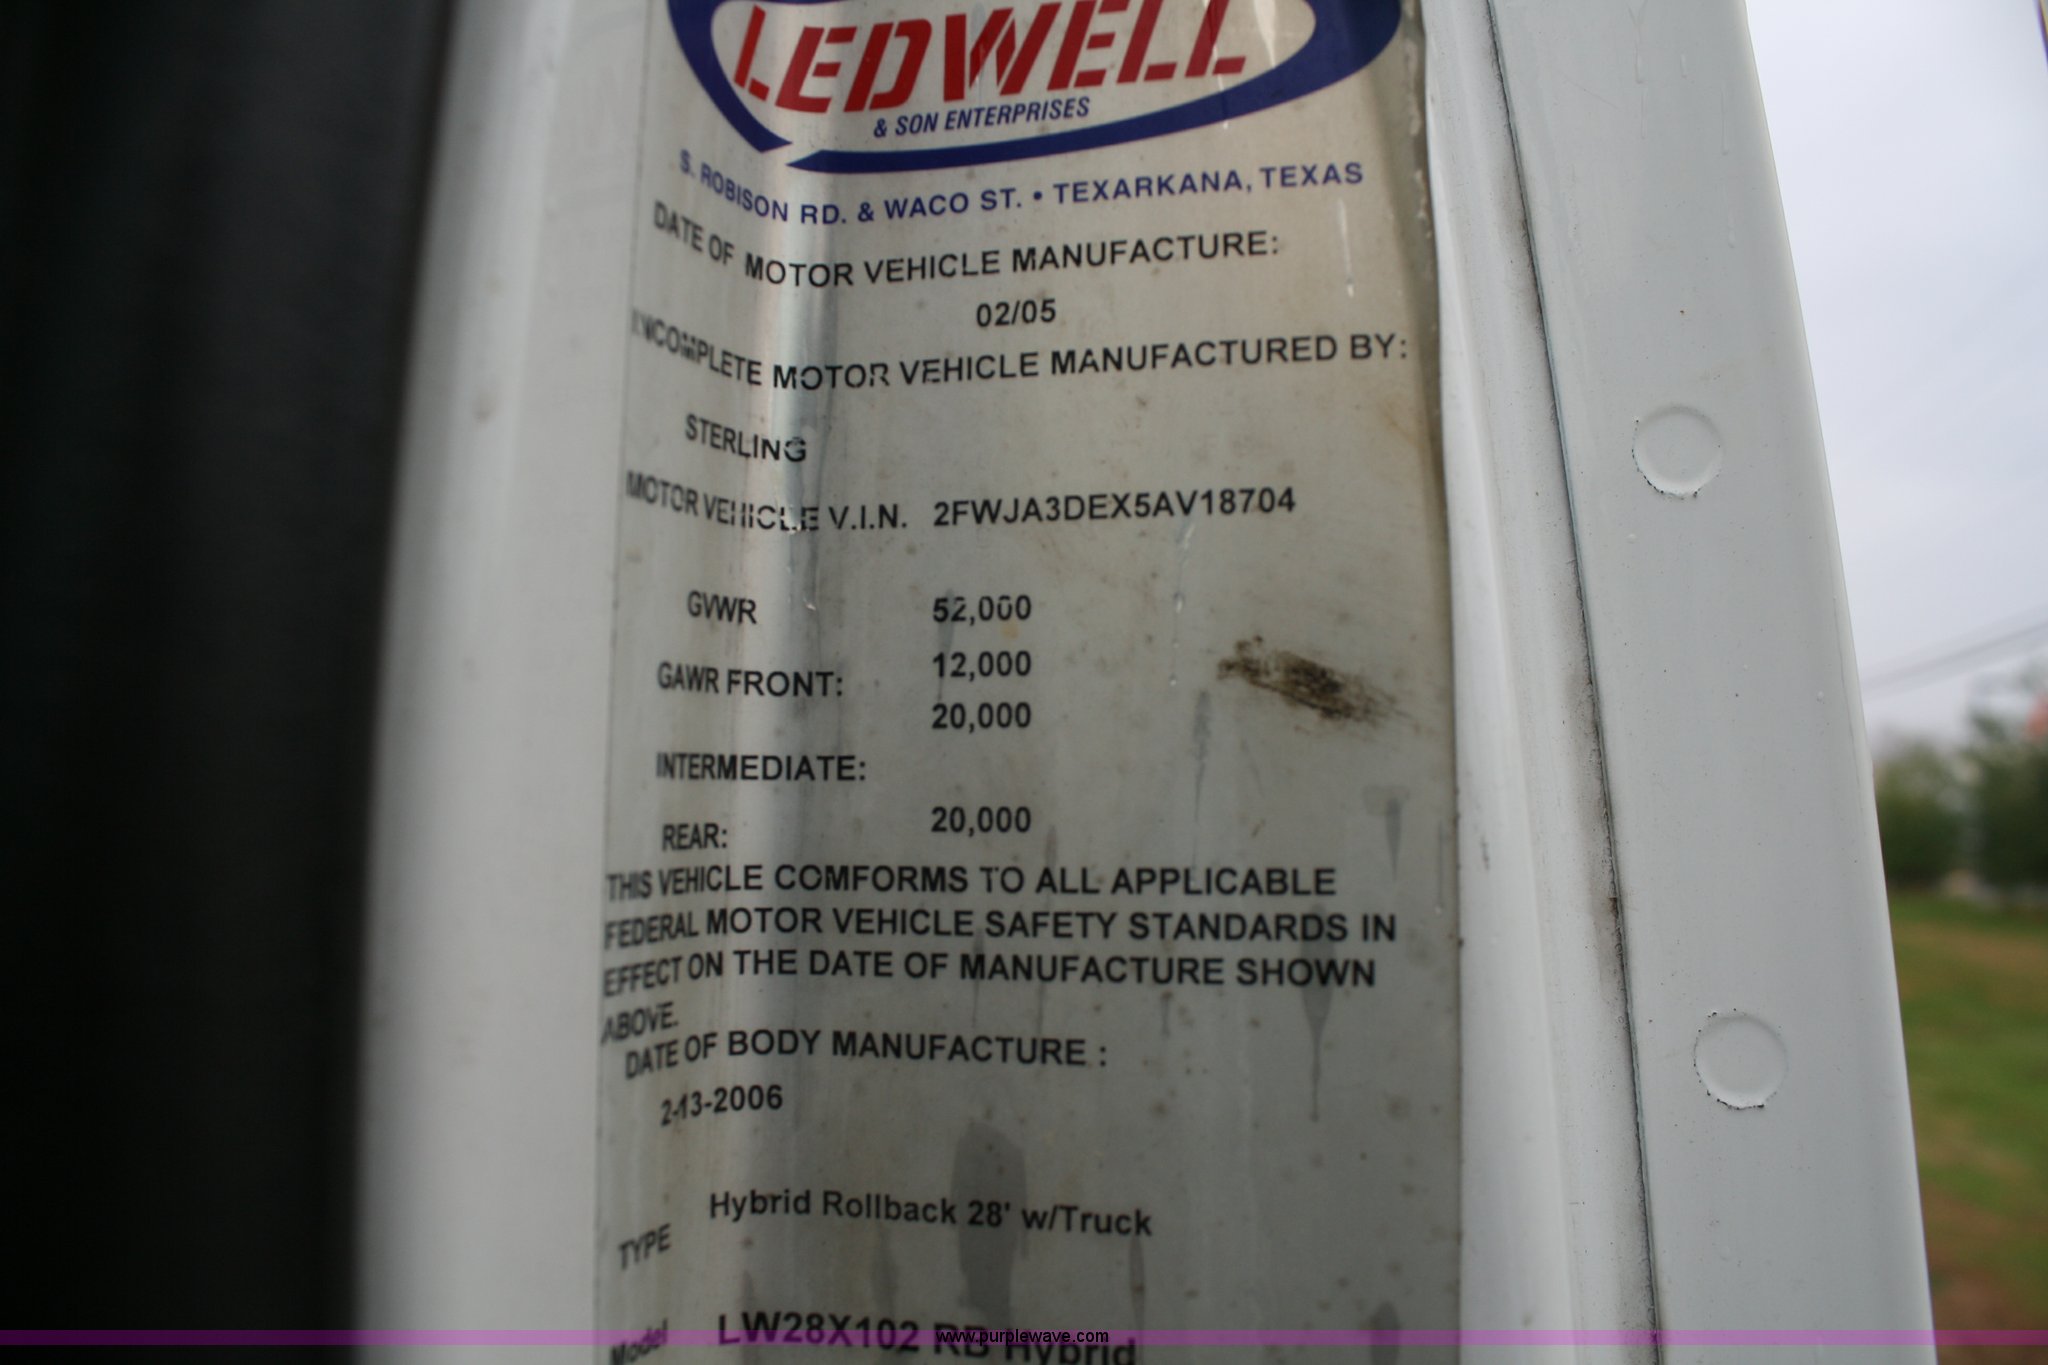 LEDWELL
& SON ENTERPRISES
S. ROBISON RD. & WACO ST. • TEXARKANA, TEXAS
DATE OF MOTOR VEHICLE MANUFACTURE:
02/05
INCOMPLETE MOTOR VEHICLE MANUFACTURED BY:
STERLING
MOTOR VEHICLE V.I.N. 2FWJA3DEX5AV18704
GVWR 52,000
GAWR FRONT: 12,000
20,000
INTERMEDIATE:
REAR: 20,000
THIS VEHICLE COMFORMS TO ALL APPLICABLE
FEDERAL MOTOR VEHICLE SAFETY STANDARDS IN
EFFECT ON THE DATE OF MANUFACTURE SHOWN
ABOVE.
DATE OF BODY MANUFACTURE :
2-13-2006
TYPE Hybrid Rollback 28' w/Truck
Model LW28X102 RB Hybrid
www.purplewave.com